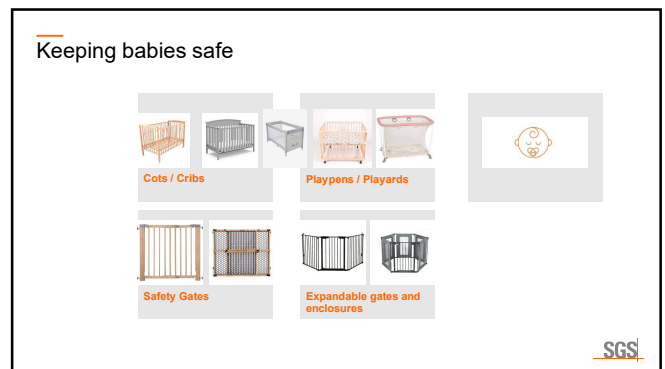 Keeping babies safe
Cots / Cribs
Playpens / Playards
Safety Gates
Expandable gates and
enclosures
SGS